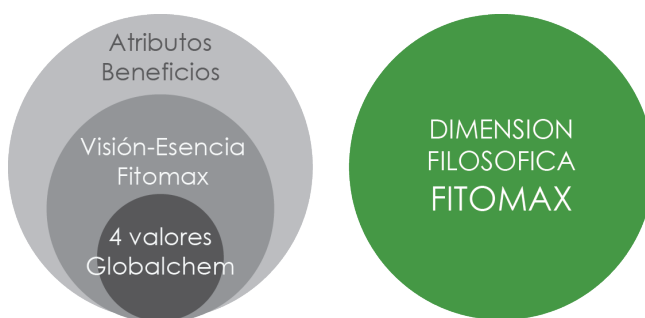 Atributos
Beneficios
Visión-Esencia
Fitomax
4 valores
Globalchem
DIMENSION
FILOSOFICA
FITOMAX